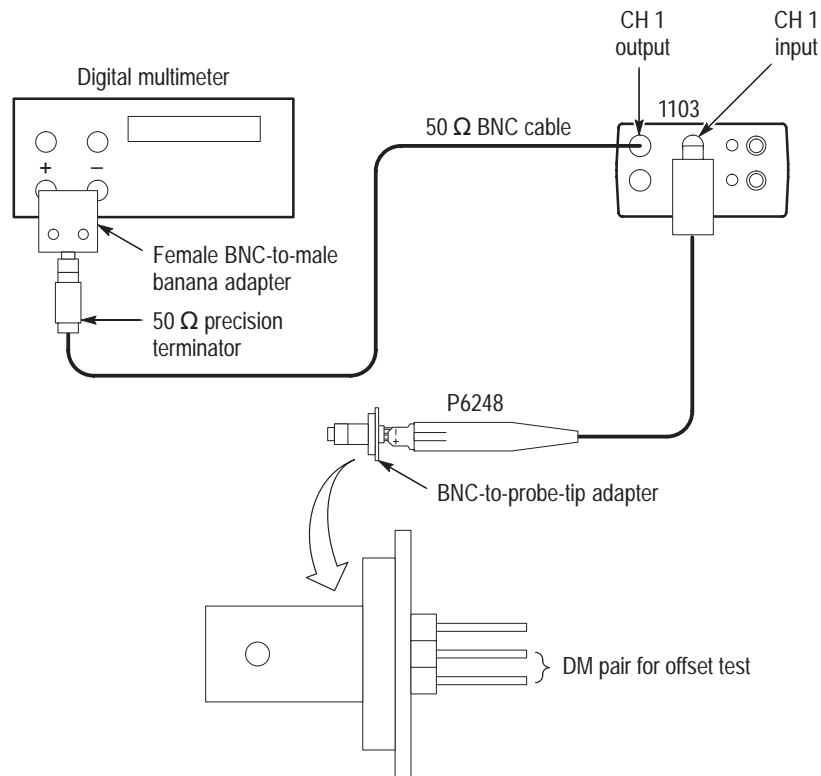 CH 1
output
CH 1
input
Digital multimeter
1103
50 Ω BNC cable
+ −
Female BNC-to-male
banana adapter
50 Ω precision
terminator
P6248
− +
BNC-to-probe-tip adapter
DM pair for offset test